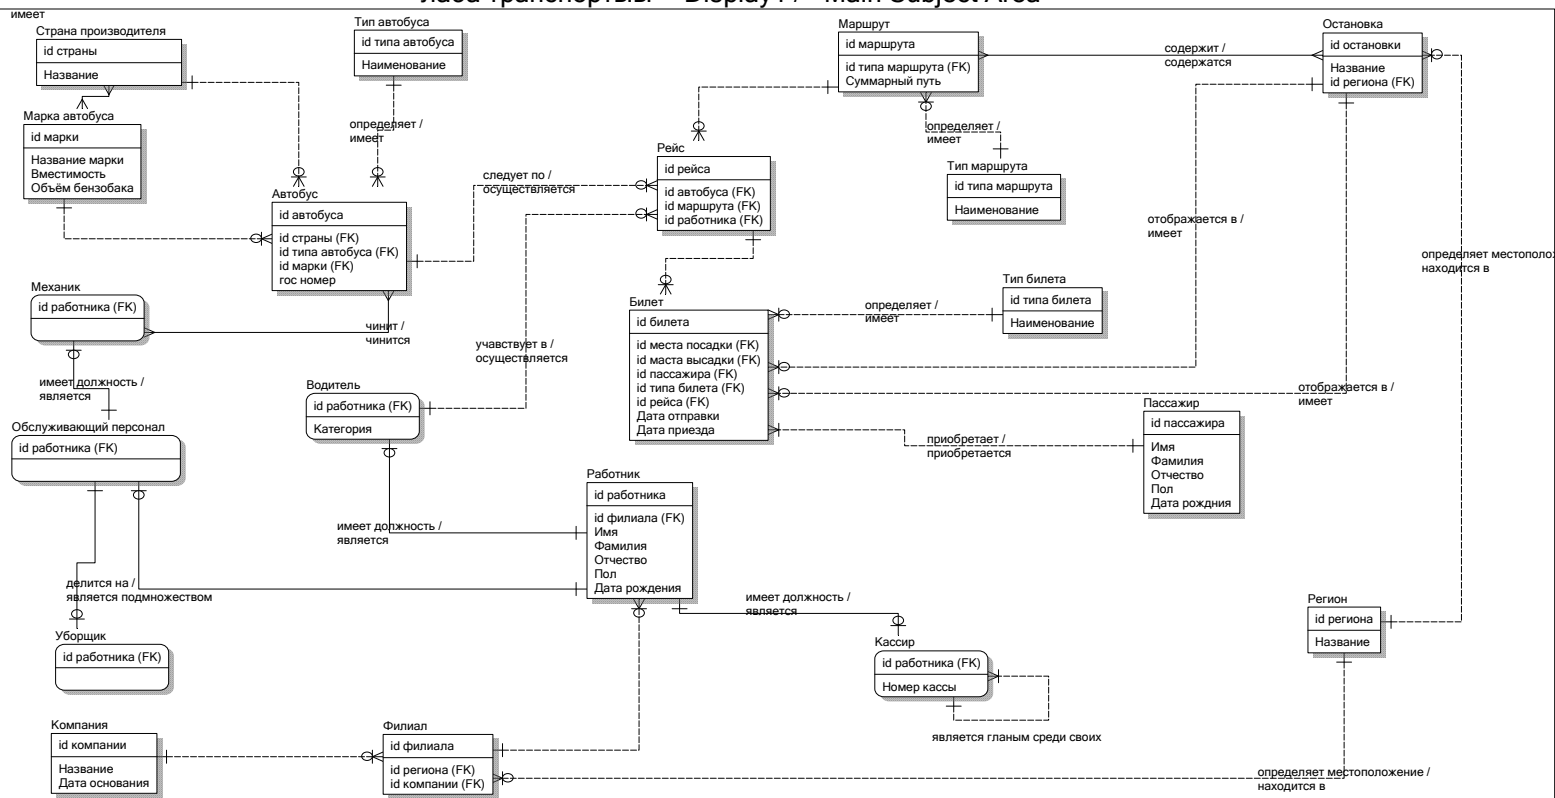 имеет
Страна производителя
id страны
Название
Марка автобуса
id марки
Название марки
Вместимость
Объём бензобака
Тип автобуса
id типа автобуса
Наименование
определяет /
имеет
Автобус
id автобуса
id страны (FK)
id типа автобуса (FK)
id марки (FK)
гос номер
следует по /
осуществляется
Рейс
id рейса
id автобуса (FK)
id маршрута (FK)
id работника (FK)
Маршрут
id маршрута
id типа маршрута (FK)
Суммарный путь
определяет /
имеет
Тип маршрута
id типа маршрута
Наименование
содержит /
содержатся
Остановка
id остановки
Название
id региона (FK)
отображается в /
имеет
определяет местополо
находится в
Механик
id работника (FK)
чинит /
чинится
учавствует в /
осуществляется
Билет
id билета
id места посадки (FK)
id маста высадки (FK)
id пассажира (FK)
id типа билета (FK)
id рейса (FK)
Дата отправки
Дата приезда
определяет /
имеет
Тип билета
id типа билета
Наименование
отображается в /
имеет
имеет должность /
является
Водитель
id работника (FK)
Категория
приобретает /
приобретается
Пассажир
id пассажира
Имя
Фамилия
Отчество
Пол
Дата рождния
Обслуживающий персонал
id работника (FK)
имеет должность /
является
Работник
id работника
id филиала (FK)
Имя
Фамилия
Отчество
Пол
Дата рождения
делится на /
является подмножеством
Уборщик
id работника (FK)
имеет должность /
является
Кассир
id работника (FK)
Номер кассы
является гланым среди своих
Регион
id региона
Название
Компания
id компании
Название
Дата основания
Филиал
id филиала
id региона (FK)
id компании (FK)
определяет местоположение /
находится в